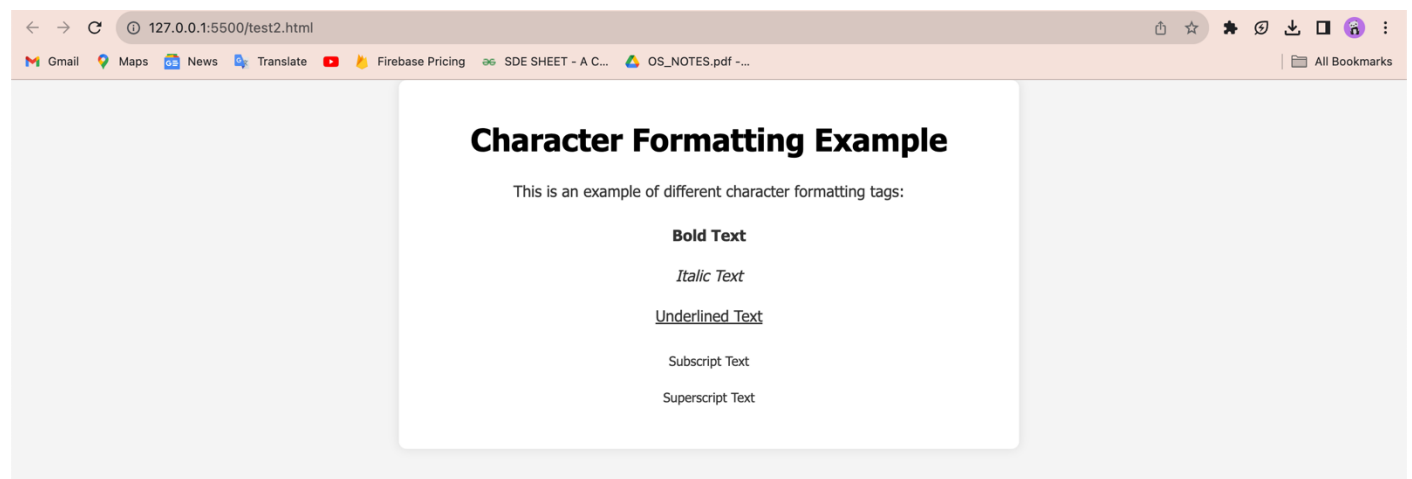 127.0.0.1:5500/test2.html
Gmail Maps News Translate Firebase Pricing SDE SHEET - A C... OS_NOTES.pdf -... All Bookmarks
Character Formatting Example
This is an example of different character formatting tags:
Bold Text
Italic Text
Underlined Text
Subscript Text
Superscript Text